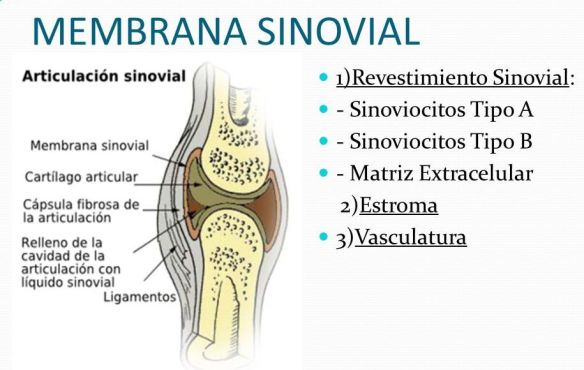 MEMBRANA SINOVIAL
Articulación sinovial
Membrana sinovial
Cartílago articular
Cápsula fibrosa de
la articulación
Relleno de la
cavidad de la
articulación con
líquido sinovial
Ligamentos
1)Revestimiento Sinovial:
- Sinoviocitos Tipo A
- Sinoviocitos Tipo B
- Matriz Extracelular
2)Estroma
3)Vasculatura